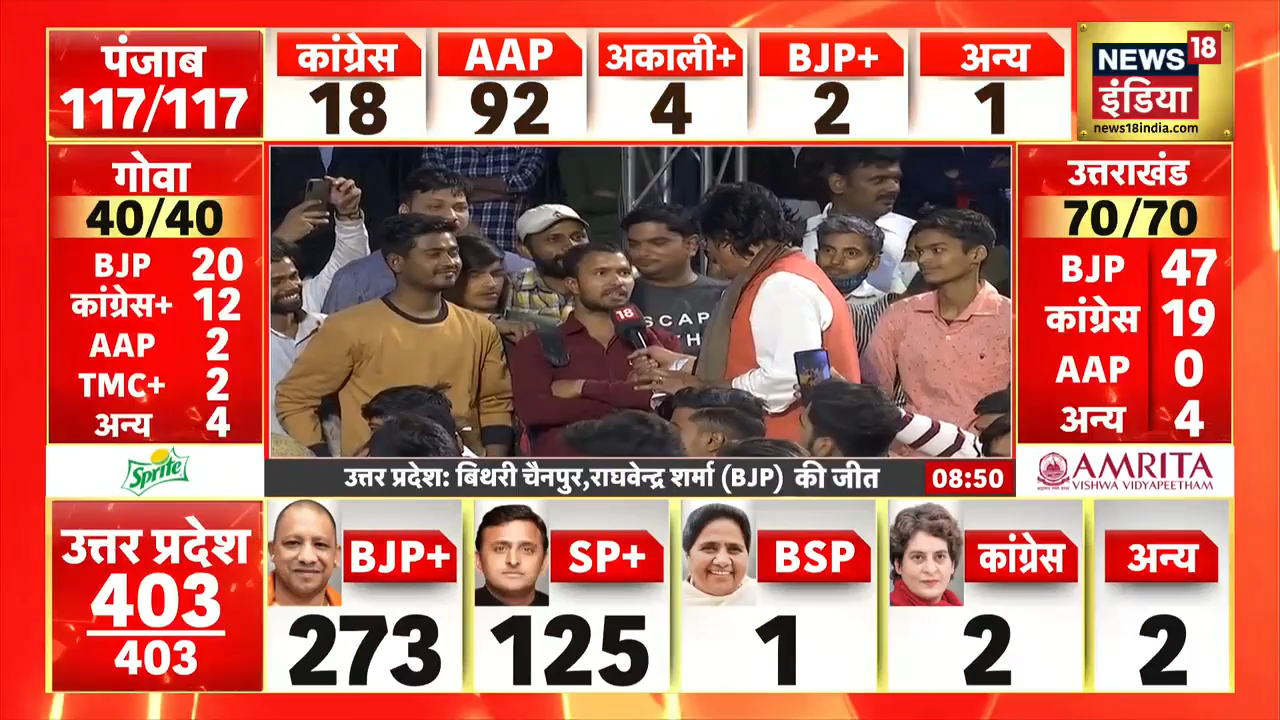 पंजाब
117/117
कांग्रेस
18
AAP
92
अकाली+
4
BJP+
2
अन्य
1
NEWS 18
इंडिया
news18india.com
गोवा
40/40
BJP 20
कांग्रेस+ 12
AAP 2
TMC+ 2
अन्य 4
Sprite
18
SCAP
उत्तराखंड
70/70
BJP 47
कांग्रेस 19
AAP 0
अन्य 4
AMRITA
VISHWA VIDYAPEETHAM
उत्तर प्रदेश: बिथरी चैनपुर,राघवेन्द्र शर्मा (BJP) की जीत
08:50
उत्तर प्रदेश
403
403
BJP+
273
SP+
125
BSP
1
कांग्रेस
2
अन्य
2